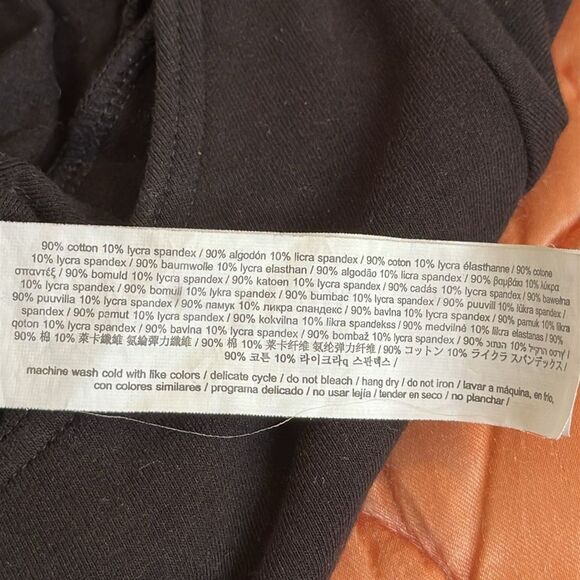 90% cotton 10% lycra spandex / 90% algodón 10% licra spandex / 90% coton 10% lycra élasthanne / 90% cotone
10% lycra spandex / 90% baumwolle 10% lycra elasthan / 90% algodão 10% licra spandex / 90% βαμβάκι 10% λύκρα
σπαντέξ / 90% bomuld 10% lycra spandex / 90% katoen 10% lycra spandex / 90% cadás 10% lycra spandex / 90% bawełna
10% lycra spandex / 90% bomull 10% lykra spandex / 90% bumbac 10% lycra spandex / 90% puuvill 10% lükra spandex /
90% puuvilla 10% lycra spandex / 90% памук 10% ликра спандекс / 90% bavlna 10% lycra spandex / 90% pamuk 10% likra
spandex / 90% pamut 10% lycra spandex / 90% kokvilna 10% likra spandekss / 90% medvilnė 10% likra elastanas / 90%
qoton 10% lycra spandex / 90% bavlna 10% lycra spandex / 90% bombaž 10% lycra spandex /
90% 棉 10% 萊卡纖維 氨綸彈力纖維 / 90% 棉 10% 莱卡纤维 氨纶弹力纤维 / 90% コットン 10% ライクラ スパンデックス /
90% 코튼 10% 라이크라q 스판덱스 /
machine wash cold with like colors / delicate cycle / do not bleach / hang dry / do not iron / lavar a máquina, en frío,
con colores similares / programa delicado / no usar lejía / tender en seco / no planchar /